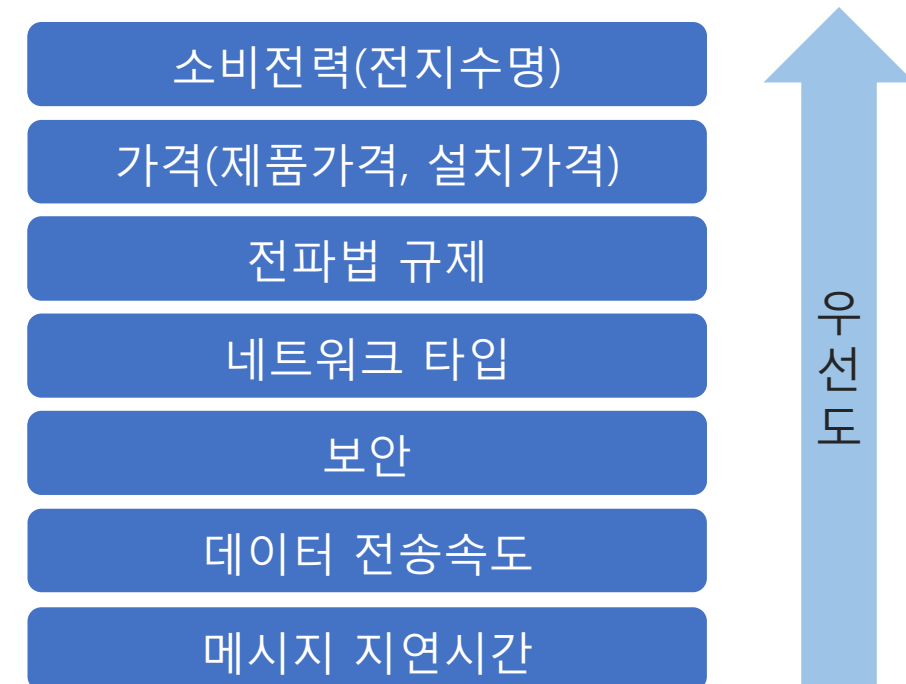 소비전력(전지수명)
가격(제품가격, 설치가격)
전파법 규제
네트워크 타입
보안
데이터 전송속도
메시지 지연시간
우선도